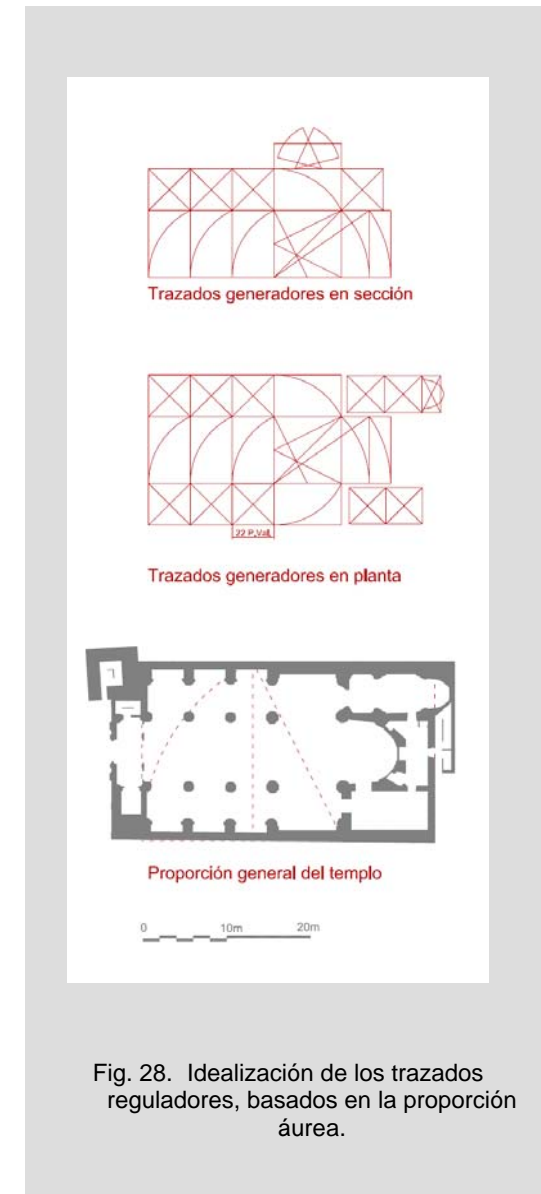 Trazados generadores en sección
22 P.Vall.
Trazados generadores en planta
Proporción general del templo
0 10m 20m
Fig. 28. Idealización de los trazados
reguladores, basados en la proporción
áurea.